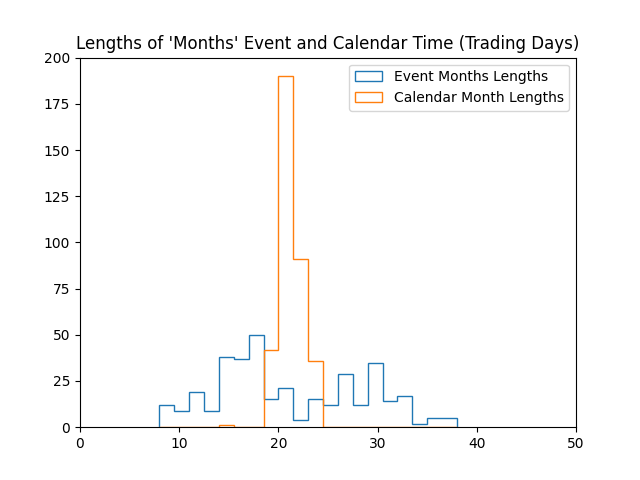 Lengths of 'Months' Event and Calendar Time (Trading Days)
200
175
150
125
100
75
50
25
0
Event Months Lengths
Calendar Month Lengths
0 10 20 30 40 50